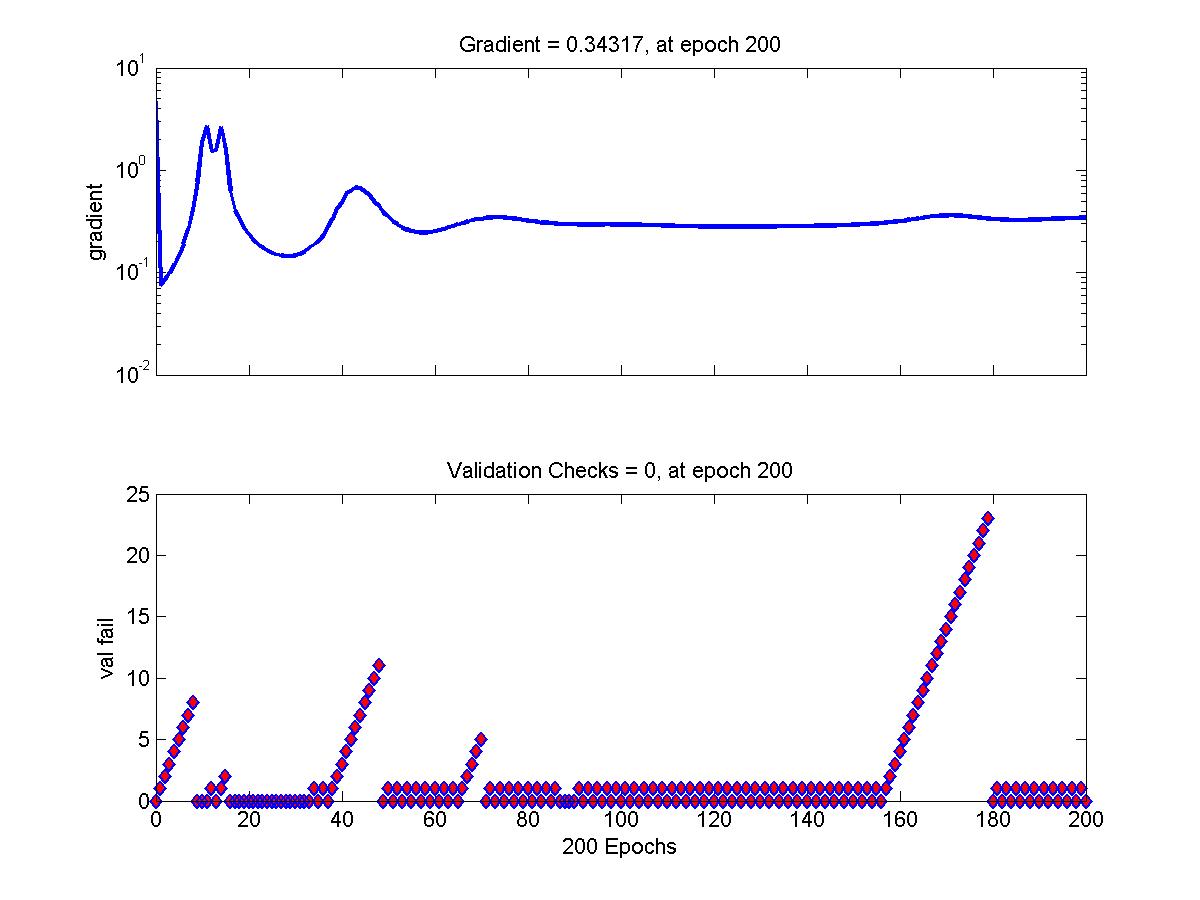 Gradient = 0.34317, at epoch 200
10^1
10^0
10^-1
10^-2
gradient
Validation Checks = 0, at epoch 200
25
20
15
10
5
0
val fail
0 20 40 60 80 100 120 140 160 180 200
200 Epochs